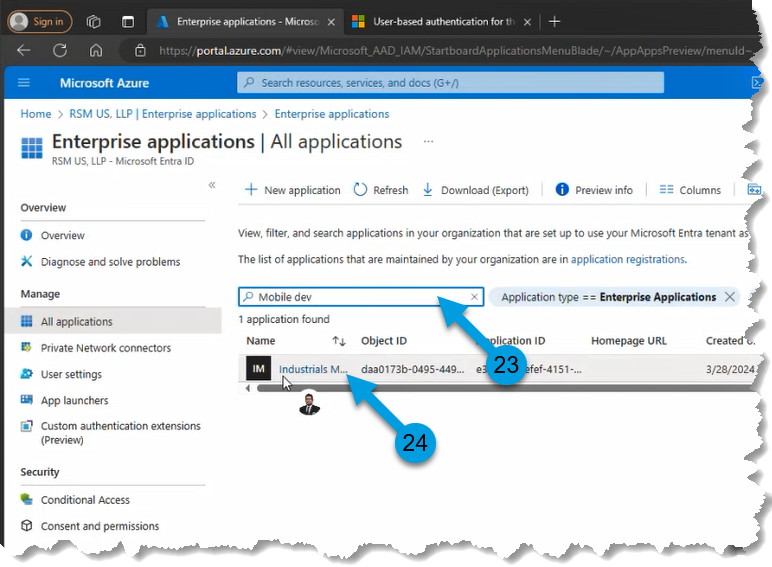 Sign in
Enterprise applications - Microso
User-based authentication for the
https://portal.azure.com/#view/Microsoft_AAD_IAM/StartboardApplicationsMenuBlade/~/AppAppsPreview/menuId~
Microsoft Azure
Search resources, services, and docs (G+/)
Home > RSM US, LLP | Enterprise applications > Enterprise applications
Enterprise applications | All applications ...
RSM US, LLP - Microsoft Entra ID
«
New application
Refresh
Download (Export)
Preview info
Columns
Overview
Overview
Diagnose and solve problems
Manage
All applications
Private Network connectors
User settings
App launchers
Custom authentication extensions
(Preview)
Security
Conditional Access
Consent and permissions
View, filter, and search applications in your organization that are set up to use your Microsoft Entra tenant as
The list of applications that are maintained by your organization are in application registrations.
Mobile dev
Application type == Enterprise Applications
1 application found
Name
Object ID
Application ID
Homepage URL
Created o
IM
Industrials M...
daa0173b-0495-449...
efef-4151-...
3/28/2024
23
24